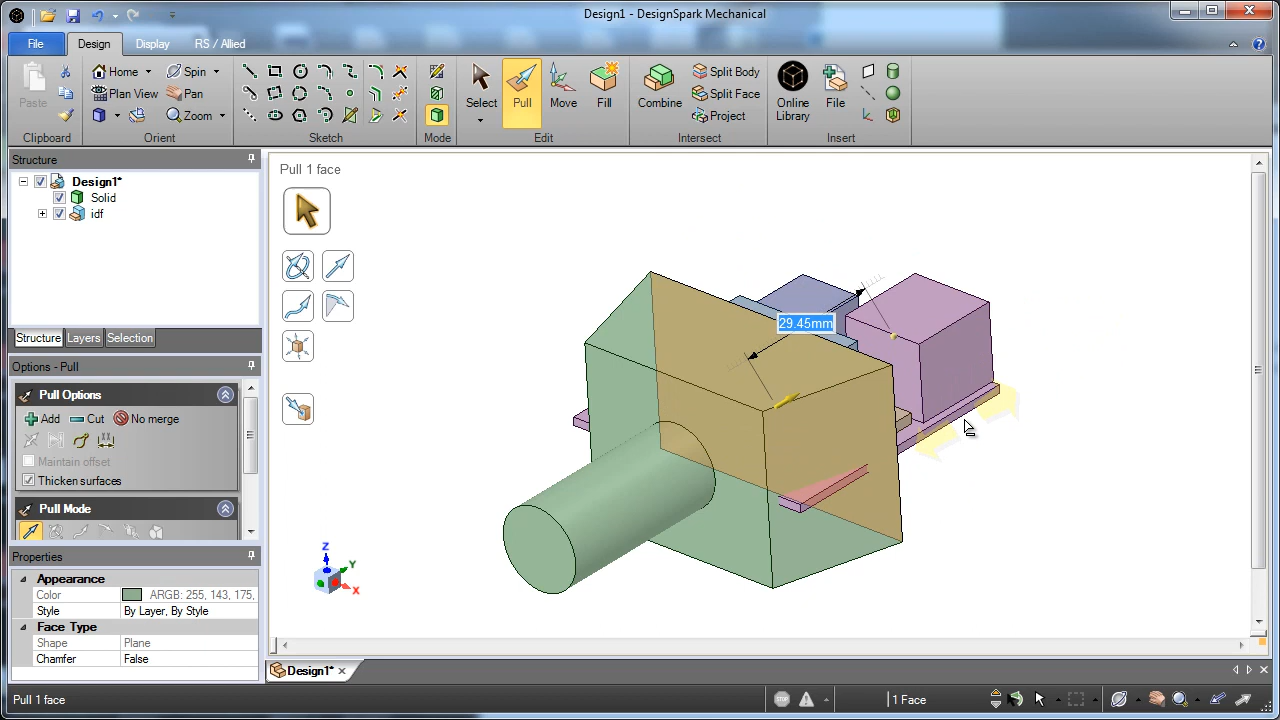 Design1 - DesignSpark Mechanical
File Design Display RS / Allied
Paste
Home Spin
Plan View Pan
Zoom
Select Pull Move Fill
Combine Split Body
Split Face
Project
Online Library File
Clipboard Orient Sketch Mode Edit Intersect Insert
Structure
Design1*
Solid
idf
Structure Layers Selection
Options - Pull
Pull Options
Add Cut No merge
Maintain offset
Thicken surfaces
Pull Mode
Properties
Appearance
Color ARGB: 255, 143, 175,
Style By Layer, By Style
Face Type
Shape Plane
Chamfer False
Pull 1 face
29.45mm
Z
Y
X
Design1*
Pull 1 face
1 Face